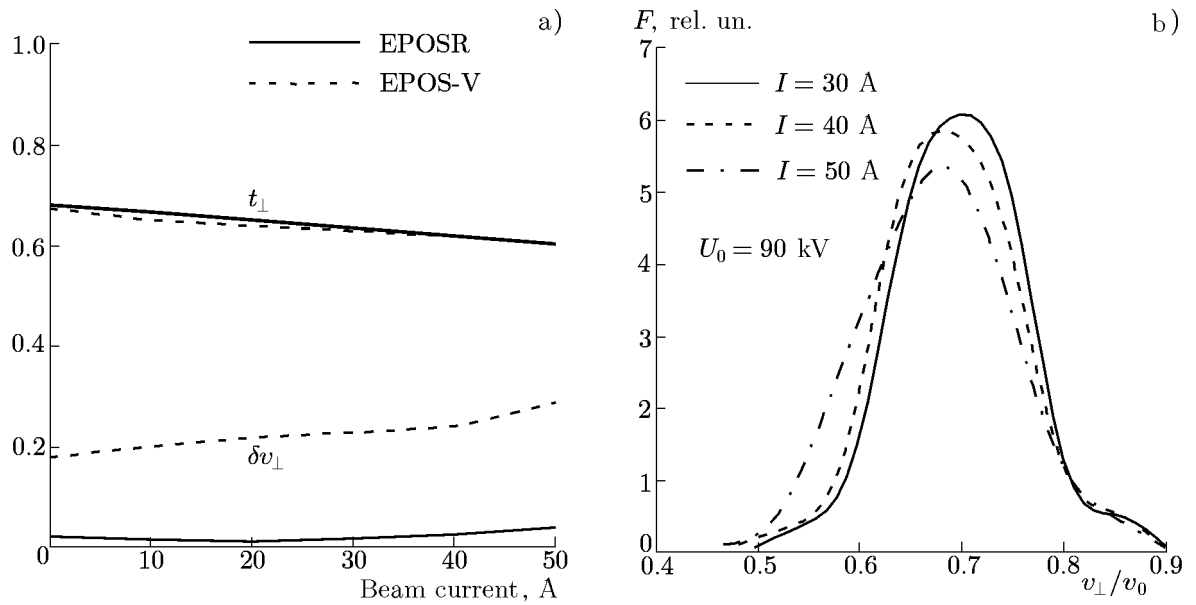 a)
EPOSR
EPOS-V
1.0
0.8
0.6
0.4
0.2
0
t⊥
δv⊥
0 10 20 30 40 50
Beam current, A
F, rel. un.
b)
7
6
5
4
3
2
1
0
I = 30 A
I = 40 A
I = 50 A
U₀ = 90 kV
0.4 0.5 0.6 0.7 0.8 0.9
v⊥/v₀